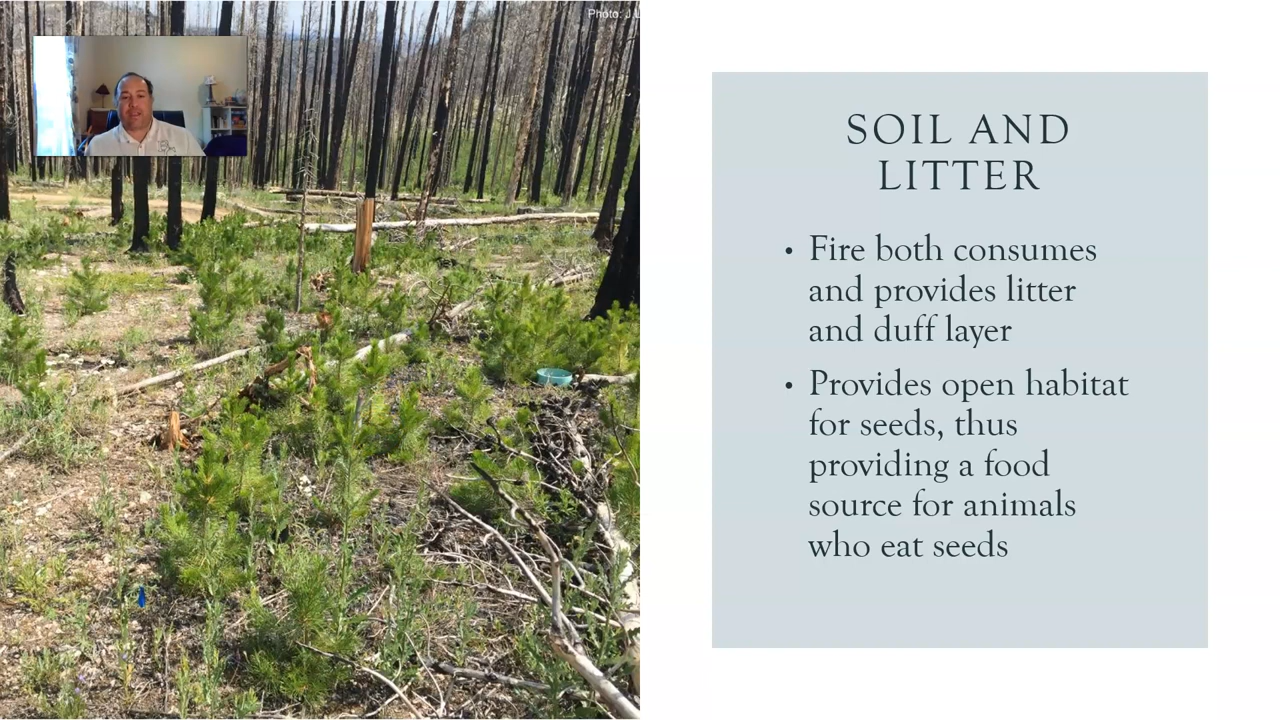 Photo: J.L
SOIL AND
LITTER
• Fire both consumes
and provides litter
and duff layer
• Provides open habitat
for seeds, thus
providing a food
source for animals
who eat seeds